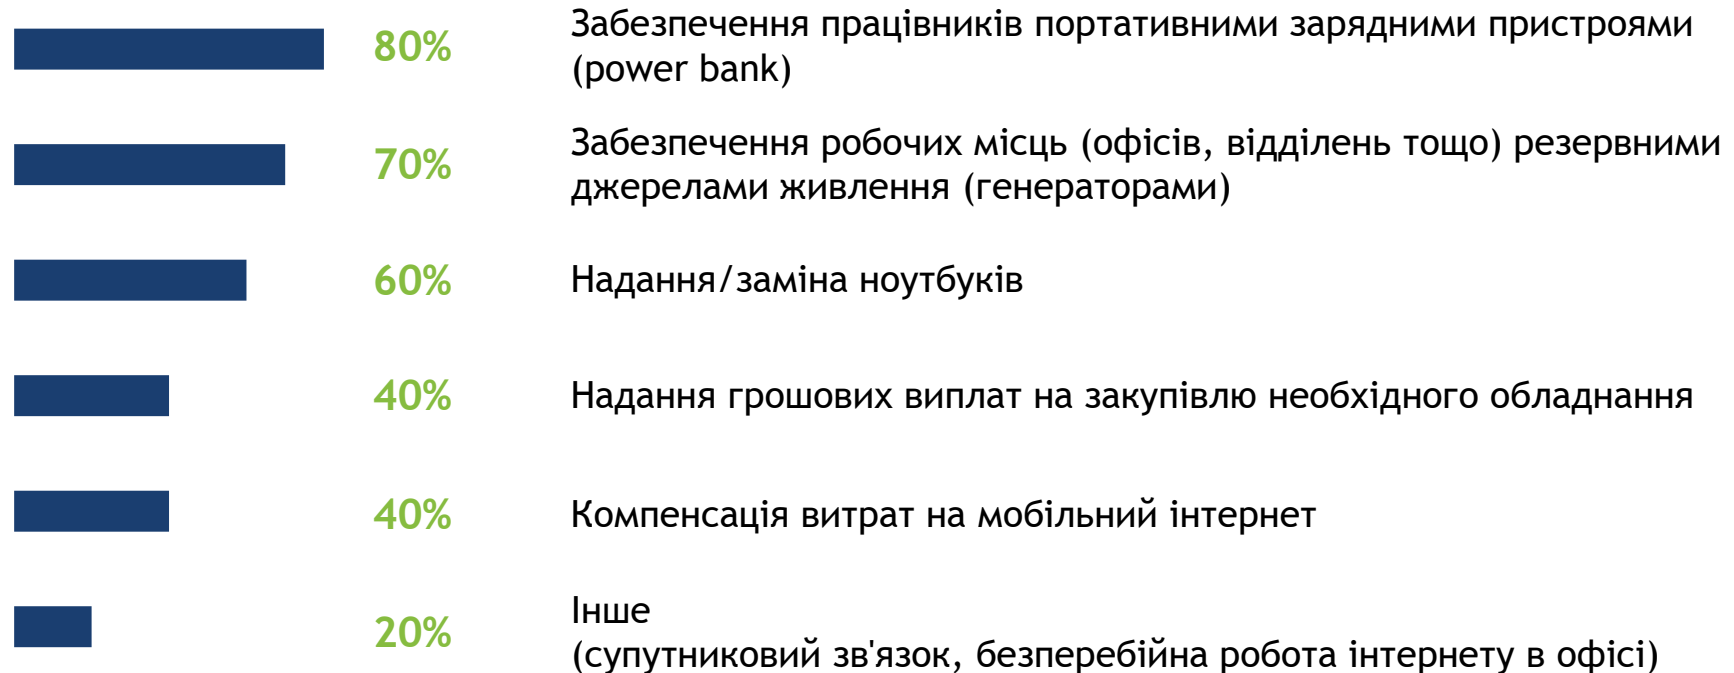 80%
Забезпечення працівників портативними зарядними пристроями
(power bank)
70%
Забезпечення робочих місць (офісів, відділень тощо) резервними
джерелами живлення (генераторами)
60%
Надання/заміна ноутбуків
40%
Надання грошових виплат на закупівлю необхідного обладнання
40%
Компенсація витрат на мобільний інтернет
20%
Інше
(супутниковий зв'язок, безперебійна робота інтернету в офісі)